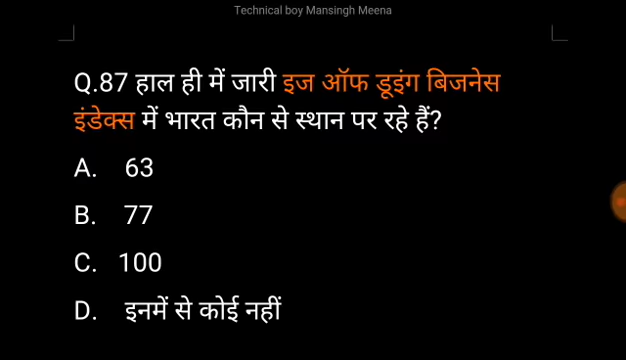 Technical boy Mansingh Meena
Q.87 हाल ही में जारी इज ऑफ डूइंग बिजनेस
इंडेक्स में भारत कौन से स्थान पर रहे हैं?
A. 63
B. 77
C. 100
D. इनमें से कोई नहीं